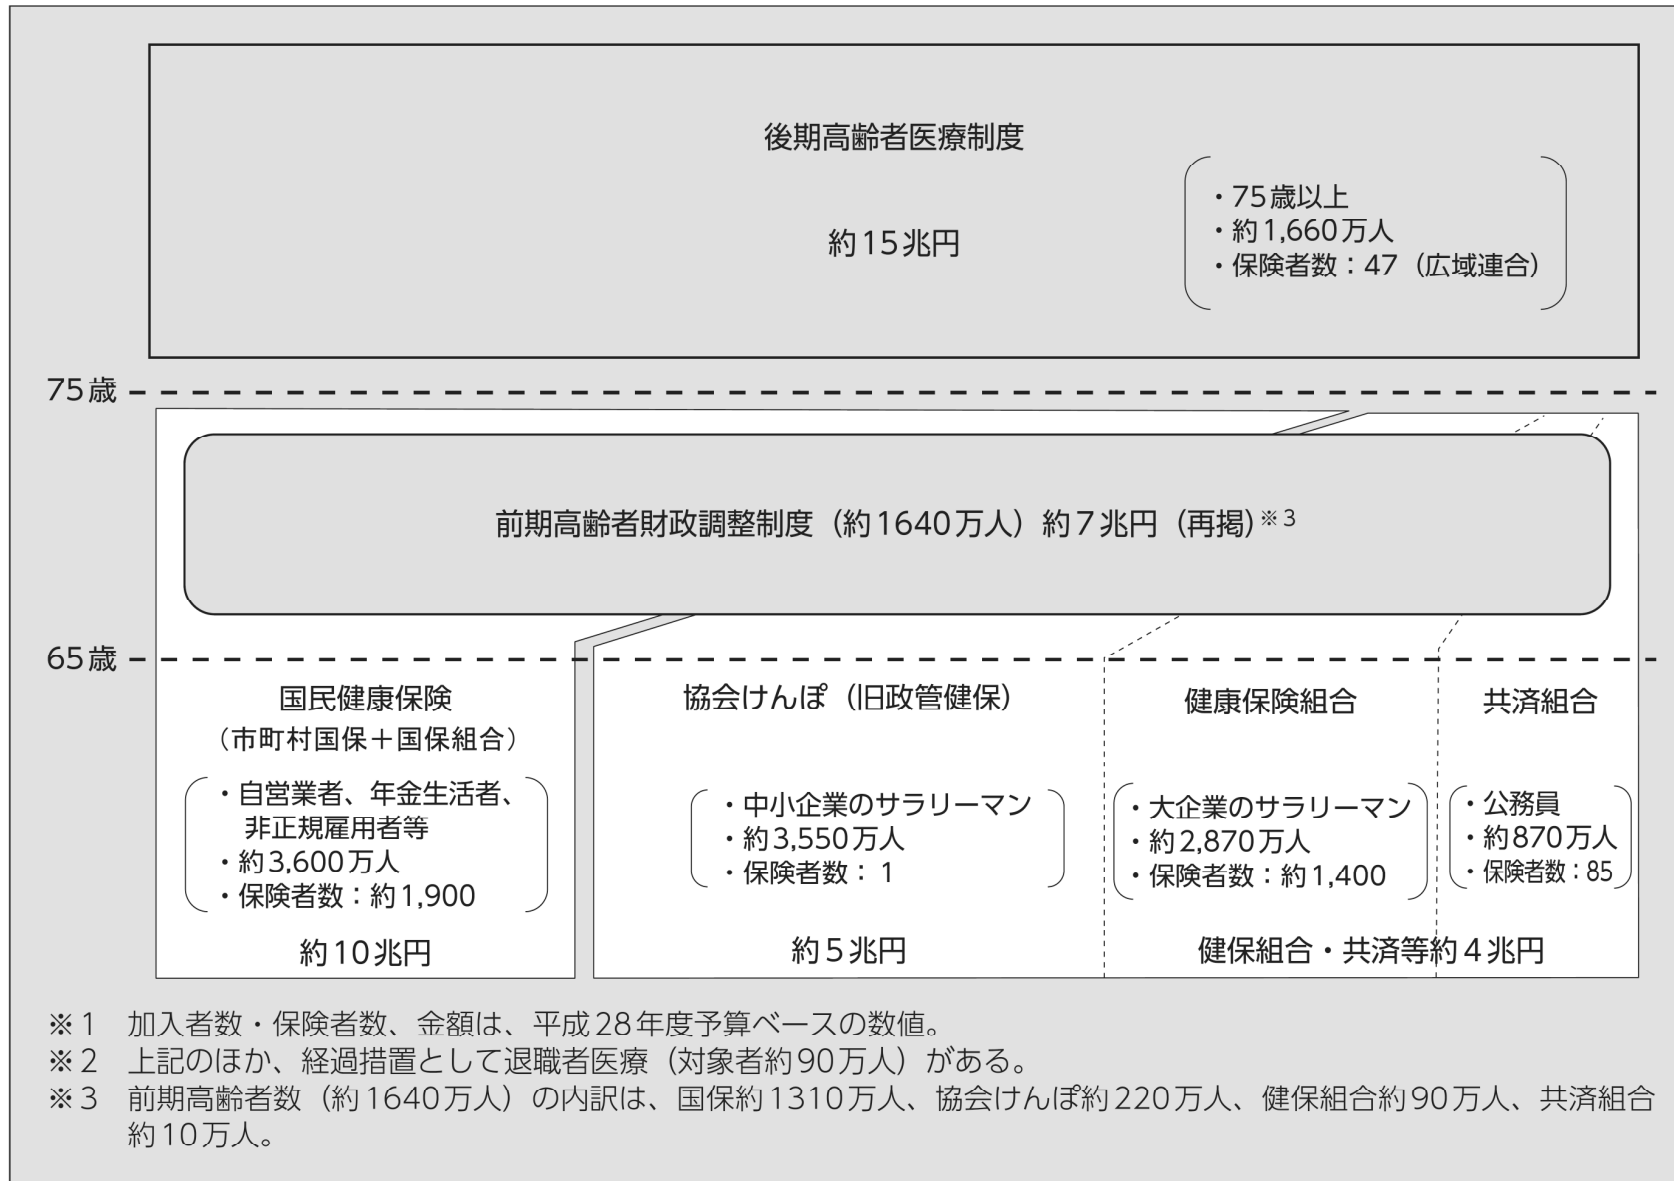 後期高齢者医療制度
約15兆円
・75歳以上
・約1,660万人
・保険者数：47（広域連合）
75歳
前期高齢者財政調整制度（約1640万人）約7兆円（再掲）※3
65歳
国民健康保険
（市町村国保＋国保組合）
・自営業者、年金生活者、
非正規雇用者等
・約3,600万人
・保険者数：約1,900
約10兆円
協会けんぽ（旧政管健保）
・中小企業のサラリーマン
・約3,550万人
・保険者数：1
約5兆円
健康保険組合
・大企業のサラリーマン
・約2,870万人
・保険者数：約1,400
共済組合
・公務員
・約870万人
・保険者数：85
健保組合・共済等約4兆円
※1　加入者数・保険者数、金額は、平成28年度予算ベースの数値。
※2　上記のほか、経過措置として退職者医療（対象者約90万人）がある。
※3　前期高齢者数（約1640万人）の内訳は、国保約1310万人、協会けんぽ約220万人、健保組合約90万人、共済組合
約10万人。